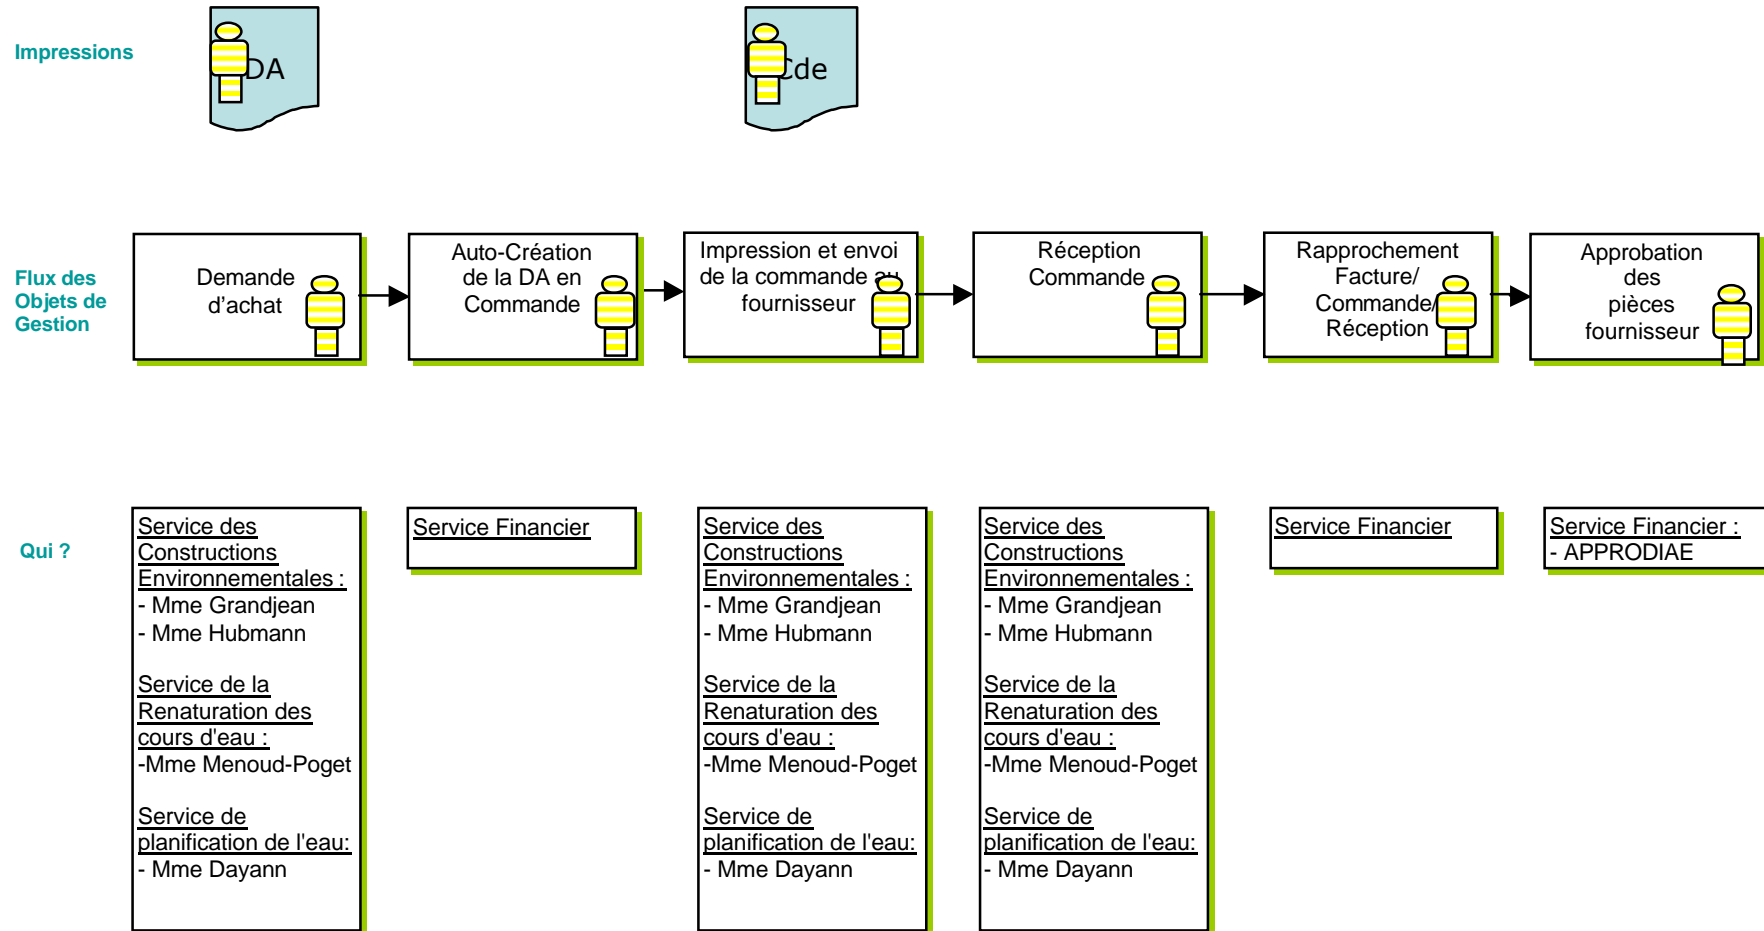 Impressions
DA
Cde
Flux des
Objets de
Gestion
Demande
d'achat
Auto-Création
de la DA en
Commande
Impression et envoi
de la commande au
fournisseur
Réception
Commande
Rapprochement
Facture/
Commande/
Réception
Approbation
des
pièces
fournisseur
Qui ?
Service des
Constructions
Environnementales :
- Mme Grandjean
- Mme Hubmann
Service de la
Renaturation des
cours d'eau :
-Mme Menoud-Poget
Service de
planification de l'eau:
- Mme Dayann
Service Financier
Service des
Constructions
Environnementales :
- Mme Grandjean
- Mme Hubmann
Service de la
Renaturation des
cours d'eau :
-Mme Menoud-Poget
Service de
planification de l'eau:
- Mme Dayann
Service des
Constructions
Environnementales :
- Mme Grandjean
- Mme Hubmann
Service de la
Renaturation des
cours d'eau :
-Mme Menoud-Poget
Service de
planification de l'eau:
- Mme Dayann
Service Financier
Service Financier :
- APPRODIAE